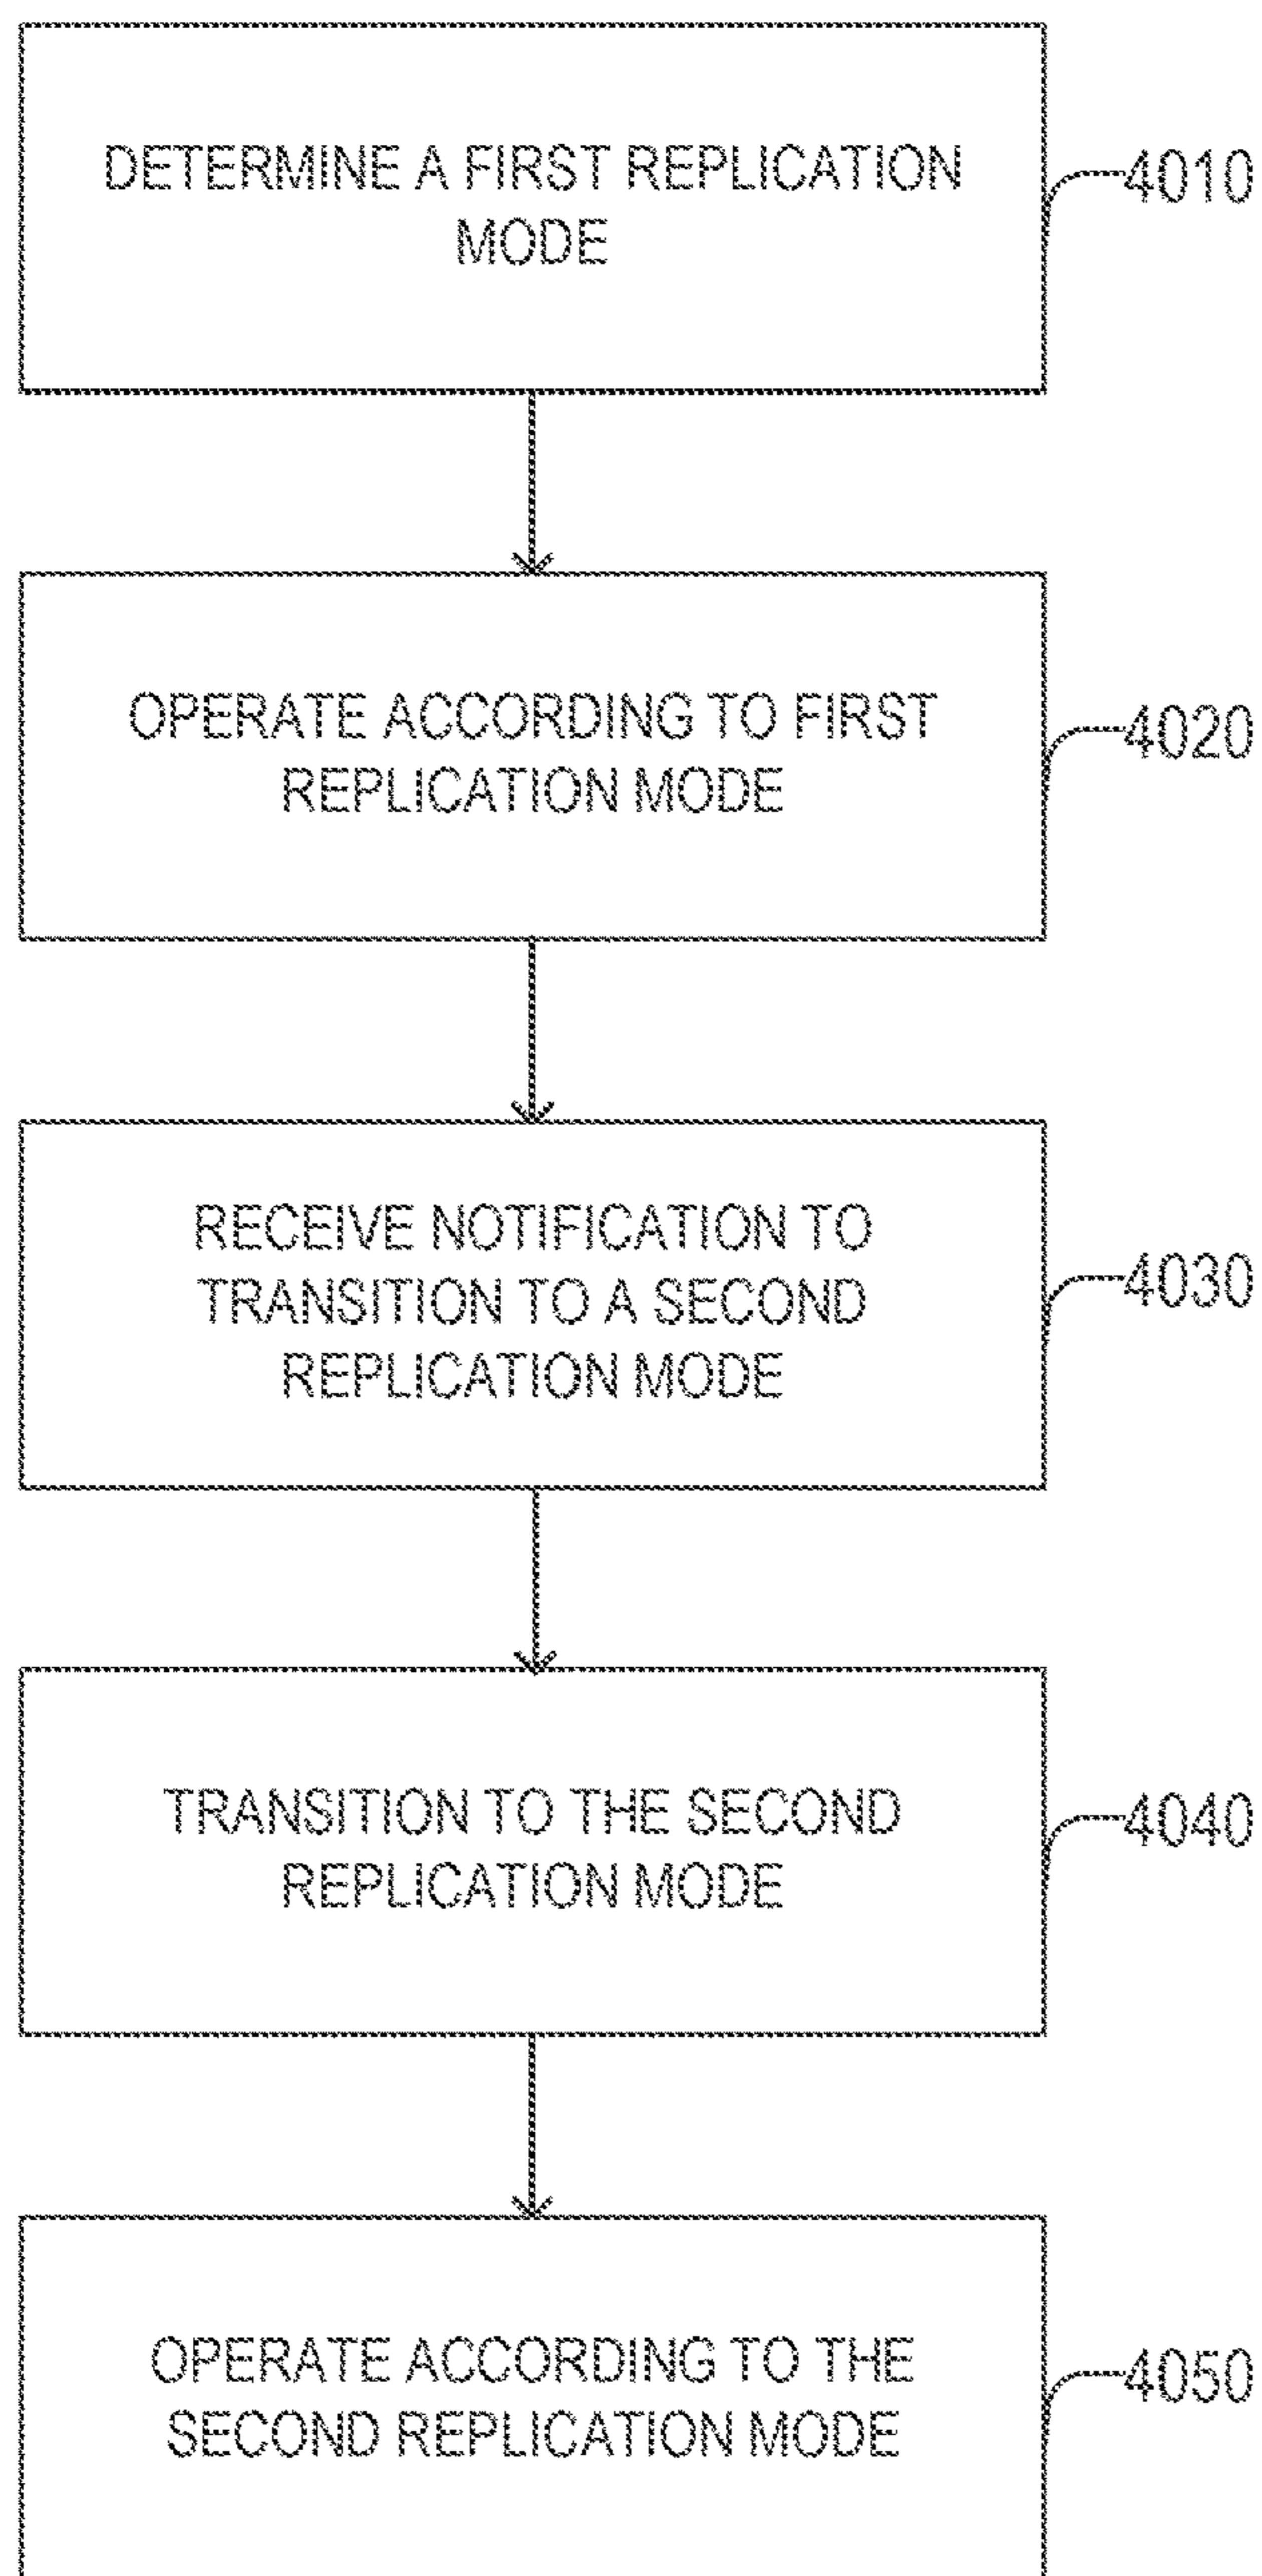 DETERMINE A FIRST REPLICATION
MODE
4010
OPERATE ACCORDING TO FIRST
REPLICATION MODE
4020
RECEIVE NOTIFICATION TO
TRANSITION TO A SECOND
REPLICATION MODE
4030
TRANSITION TO THE SECOND
REPLICATION MODE
4040
OPERATE ACCORDING TO THE
SECOND REPLICATION MODE
4050